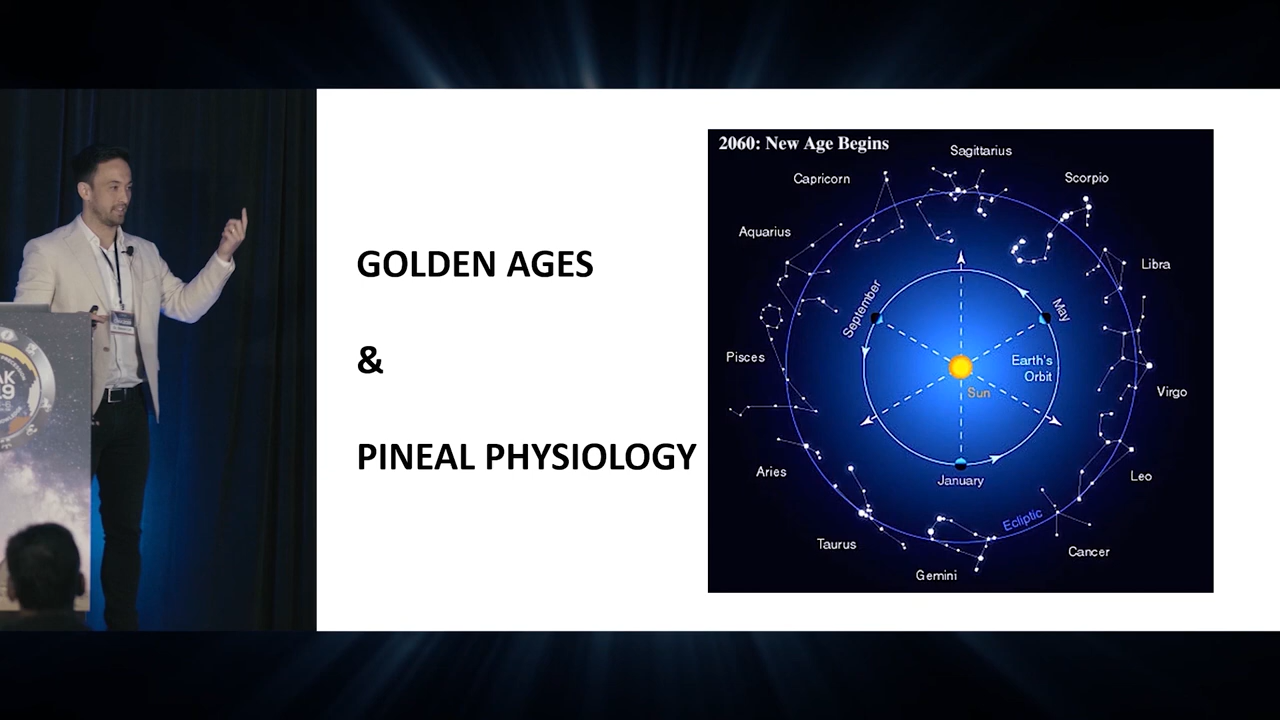 GOLDEN AGES
&
PINEAL PHYSIOLOGY
2060: New Age Begins
Sagittarius
Capricorn
Scorpio
Aquarius
Libra
September
May
Pisces
Earth's
Orbit
Sun
Virgo
Aries
January
Leo
Ecliptic
Taurus
Cancer
Gemini